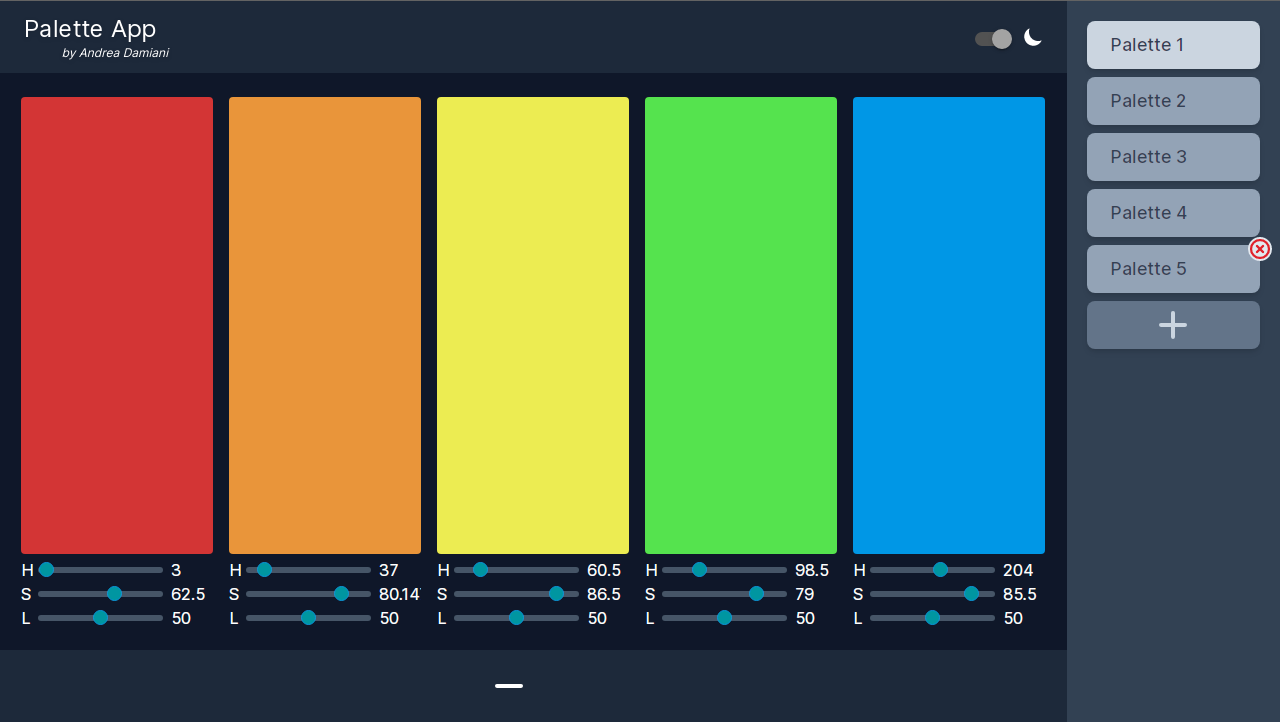 Palette App
by Andrea Damiani
H 3
S 62.5
L 50
H 37
S 80.14
L 50
H 60.5
S 86.5
L 50
H 98.5
S 79
L 50
H 204
S 85.5
L 50
Palette 1
Palette 2
Palette 3
Palette 4
Palette 5